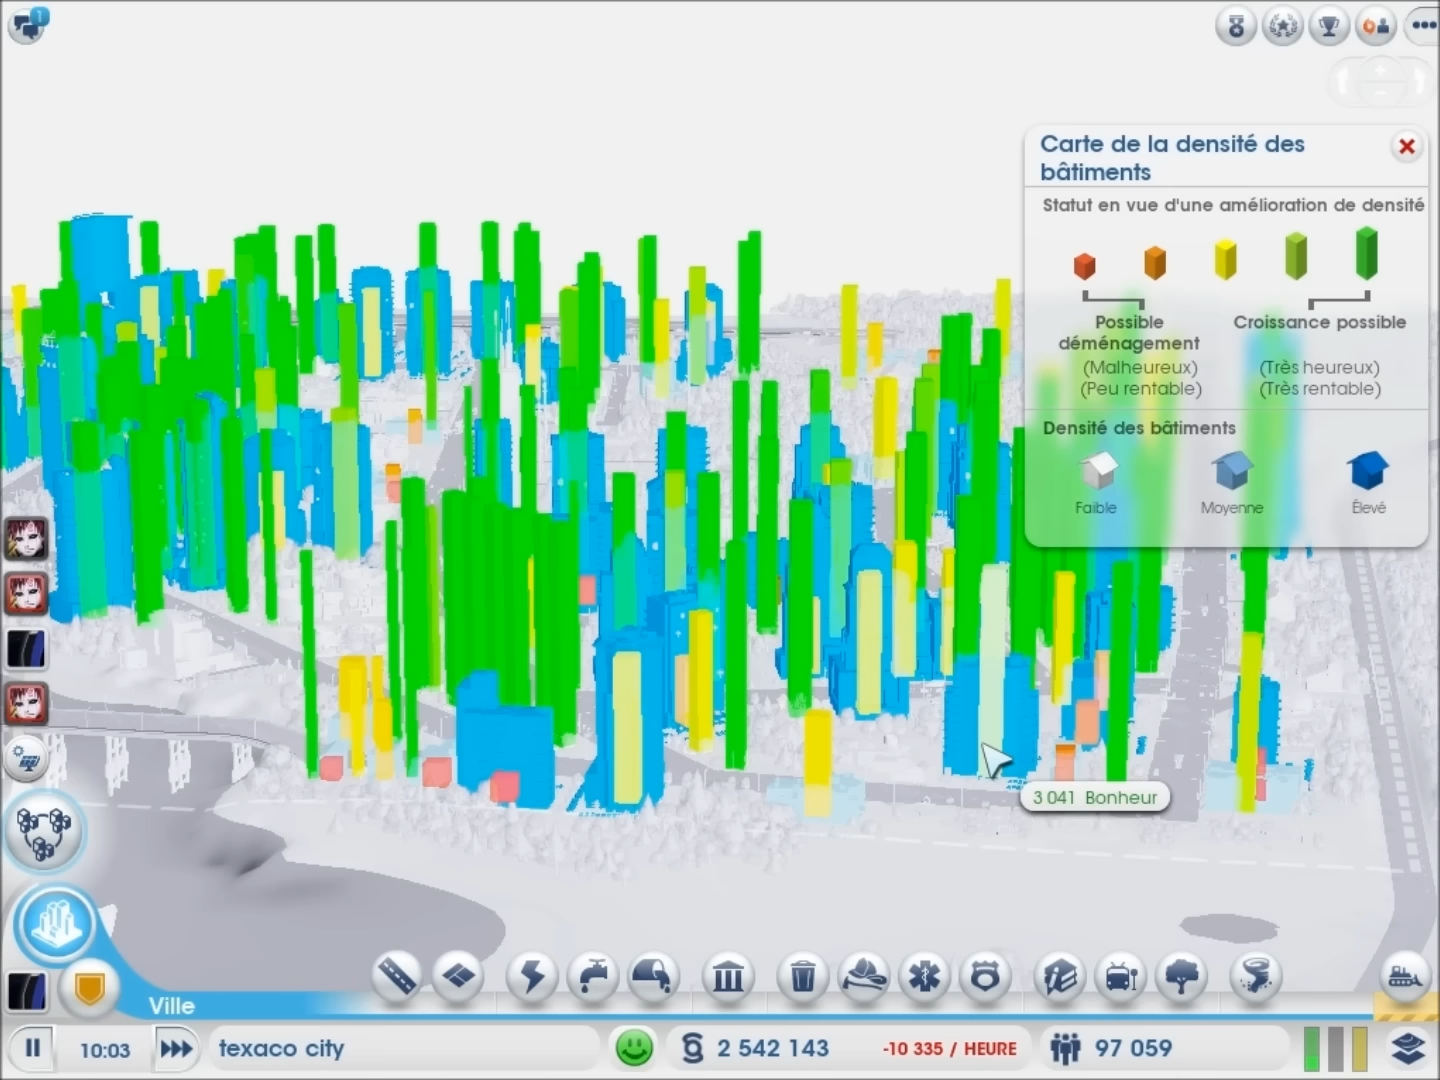 1
Carte de la densité des
bâtiments
Statut en vue d'une amélioration de densité
Possible
déménagement
(Malheureux)
(Peu rentable)
Croissance possible
(Très heureux)
(Très rentable)
Densité des bâtiments
Faible
Moyenne
Élevé
3 041 Bonheur
Ville
10:03
texaco city
2 542 143
-10 335 / HEURE
97 059